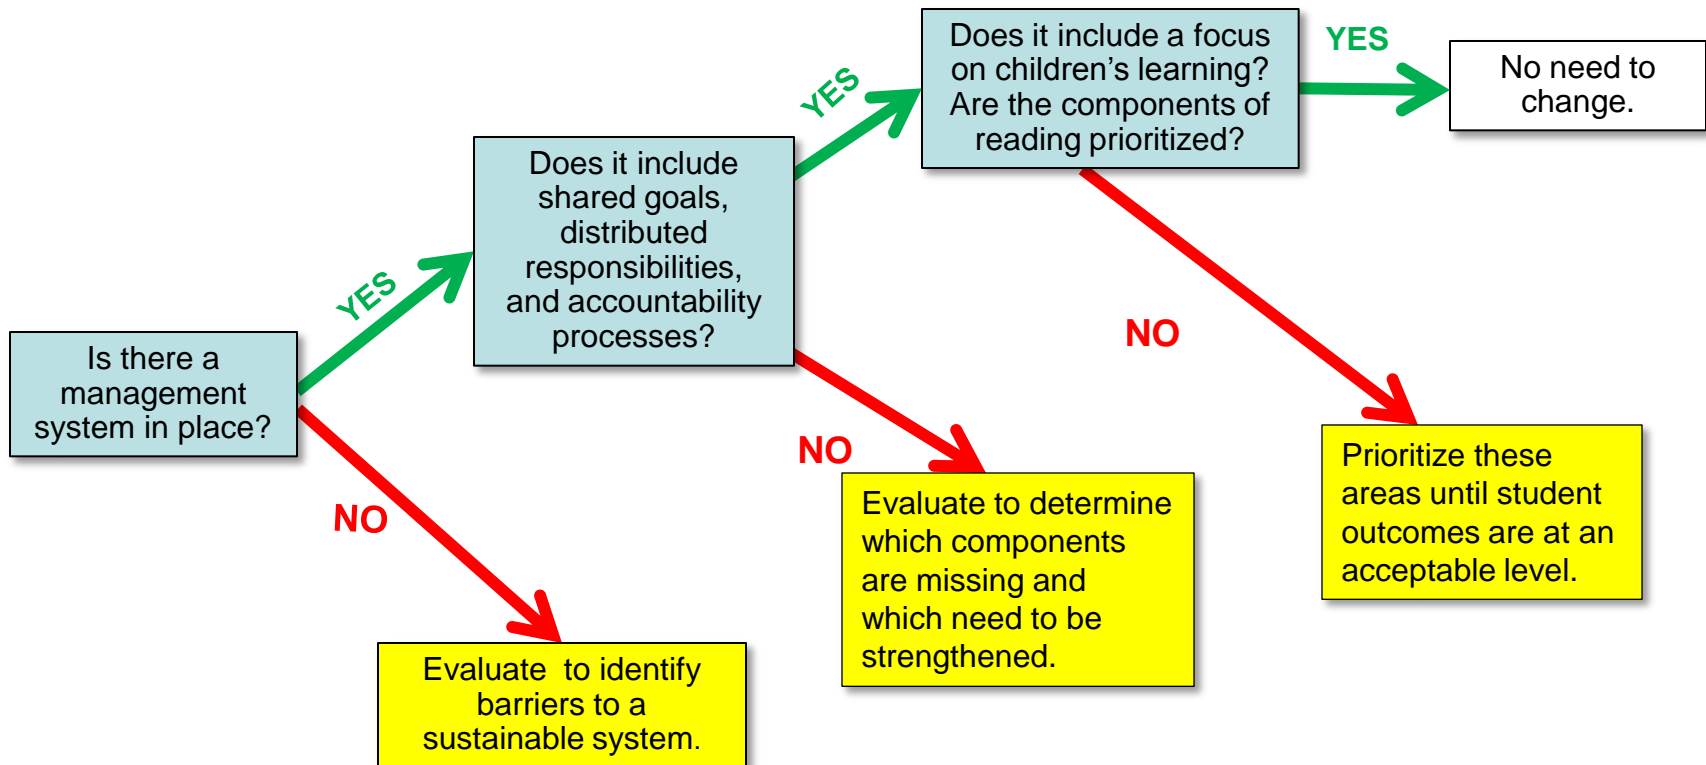 Is there a
management
system in place?
YES
NO
Evaluate  to identify
barriers to a
sustainable system.
Does it include
shared goals,
distributed
responsibilities,
and accountability
processes?
YES
NO
Evaluate to determine
which components
are missing and
which need to be
strengthened.
Does it include a focus
on children’s learning?
Are the components of
reading prioritized?
YES
No need to
change.
NO
Prioritize these
areas until student
outcomes are at an
acceptable level.